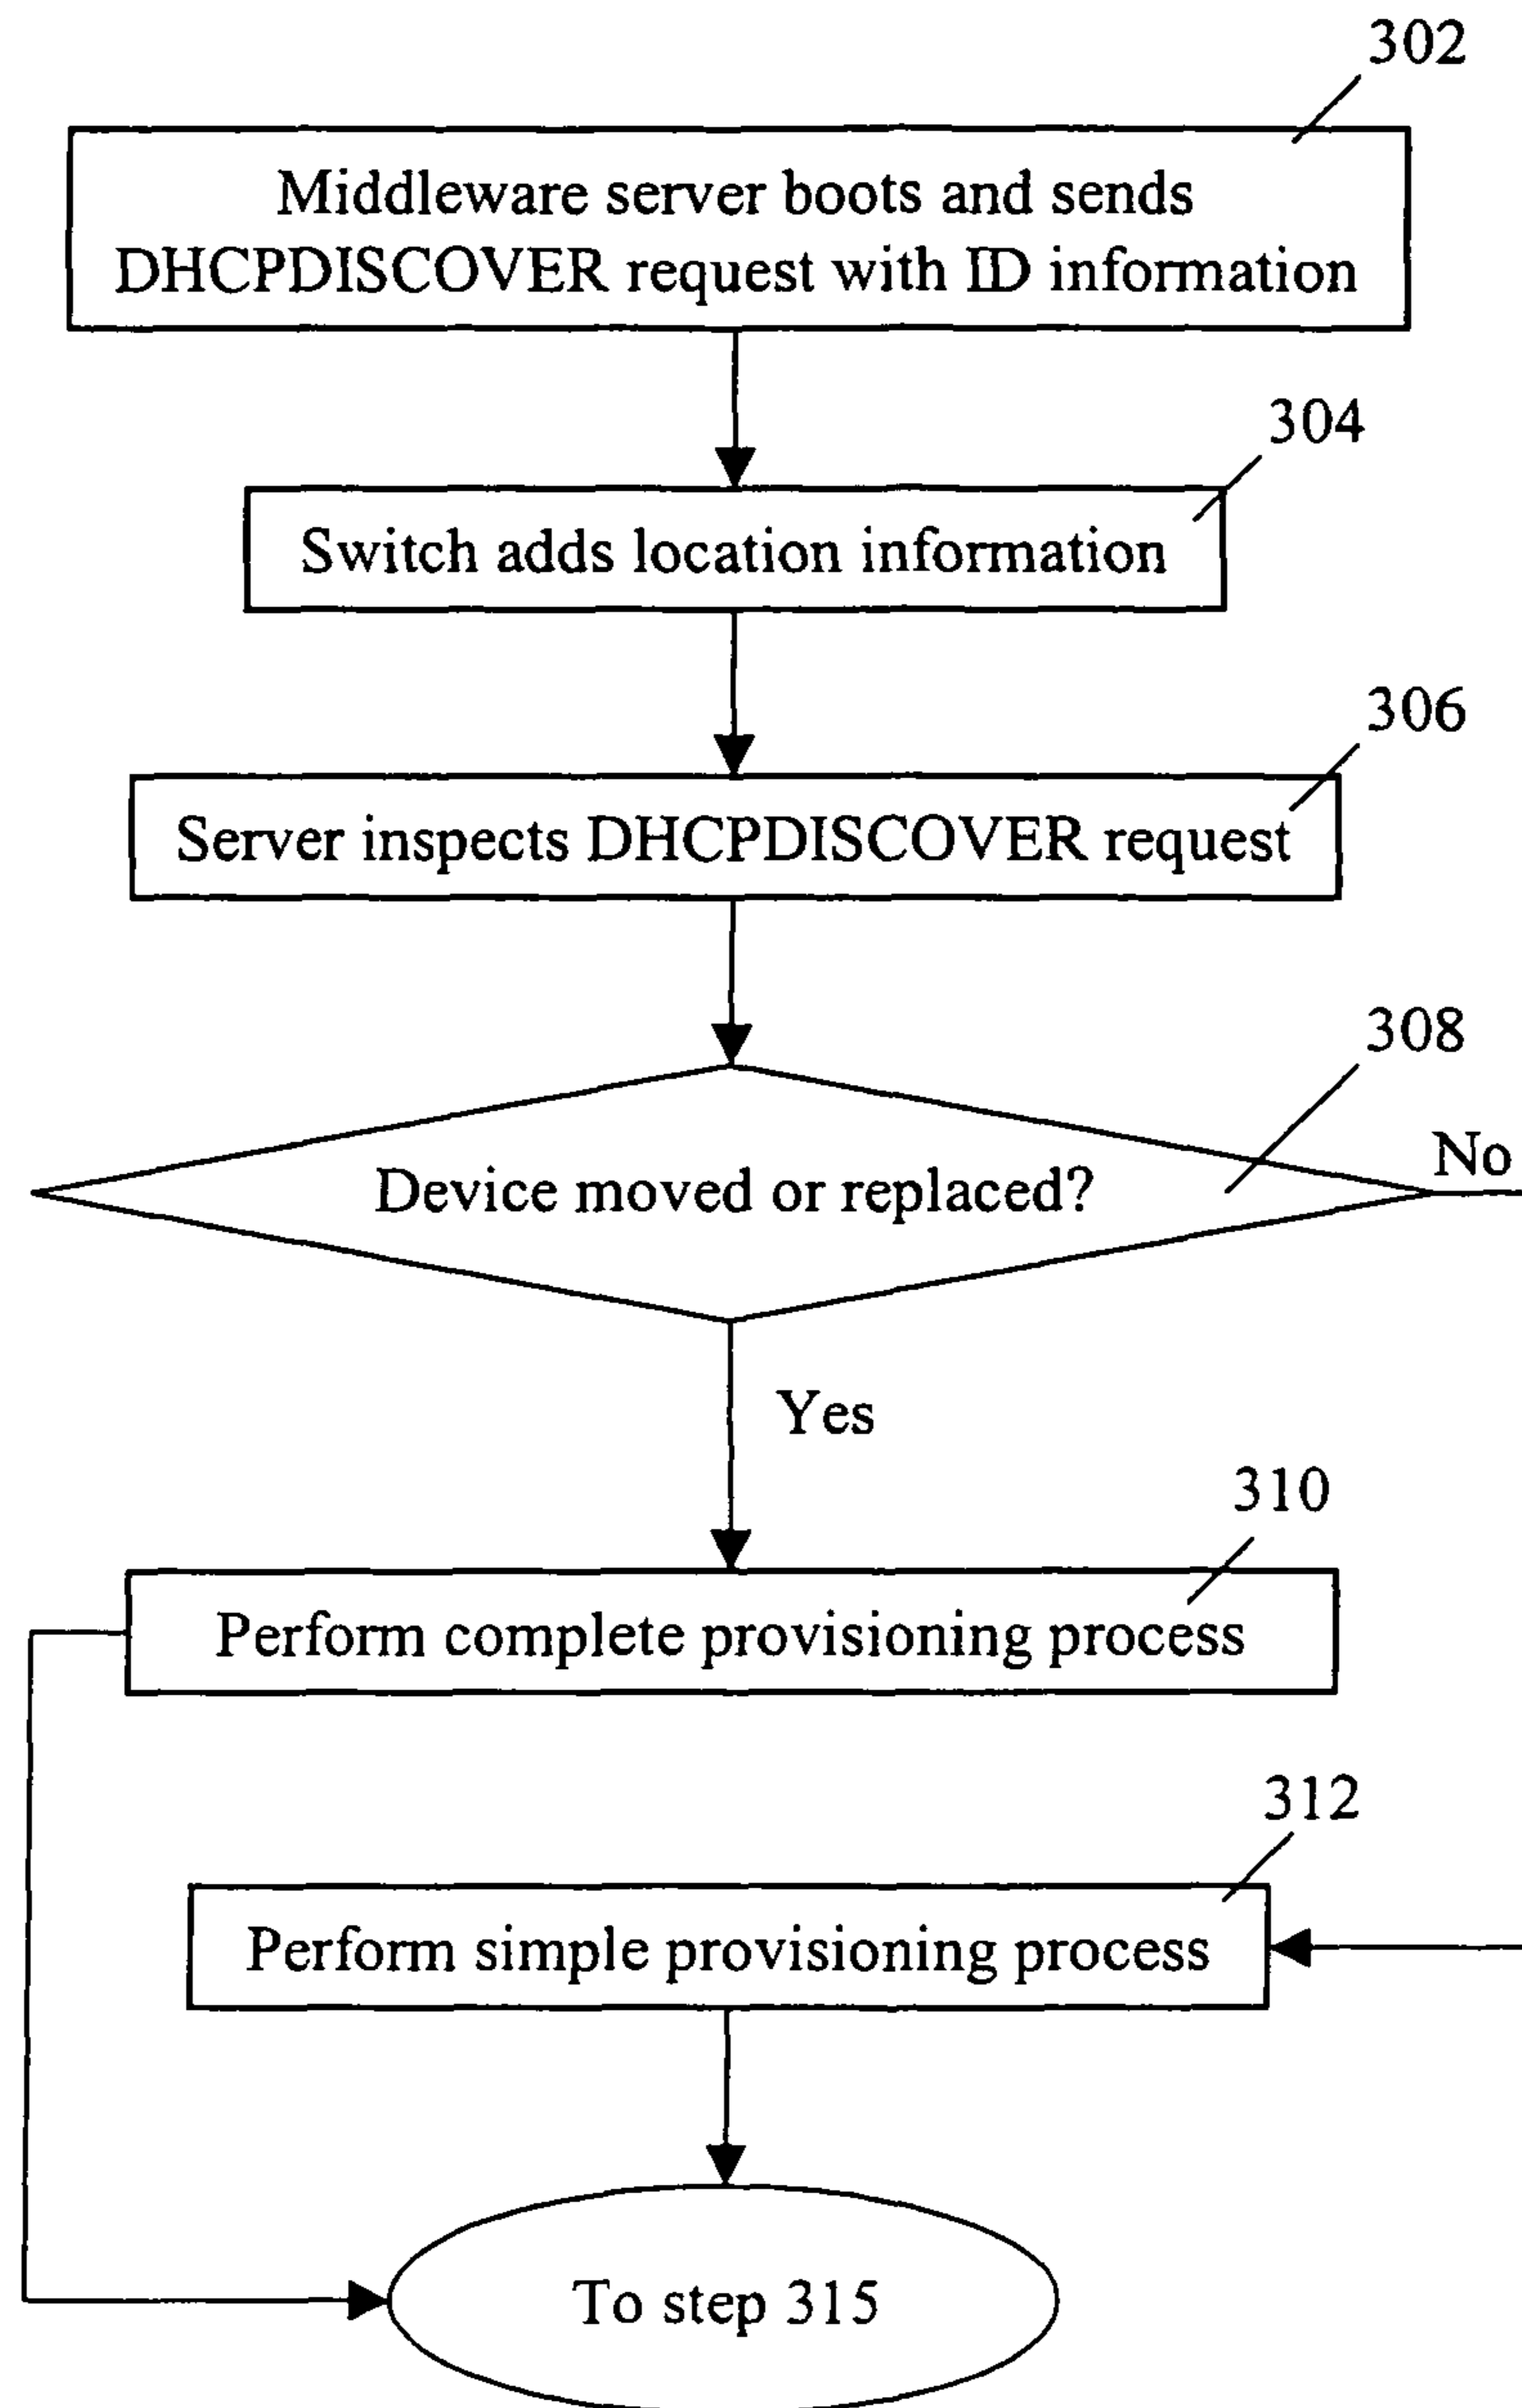 302
Middleware server boots and sends
DHCPDISCOVER request with ID information
304
Switch adds location information
306
Server inspects DHCPDISCOVER request
308
Device moved or replaced?
No
Yes
310
Perform complete provisioning process
312
Perform simple provisioning process
To step 315